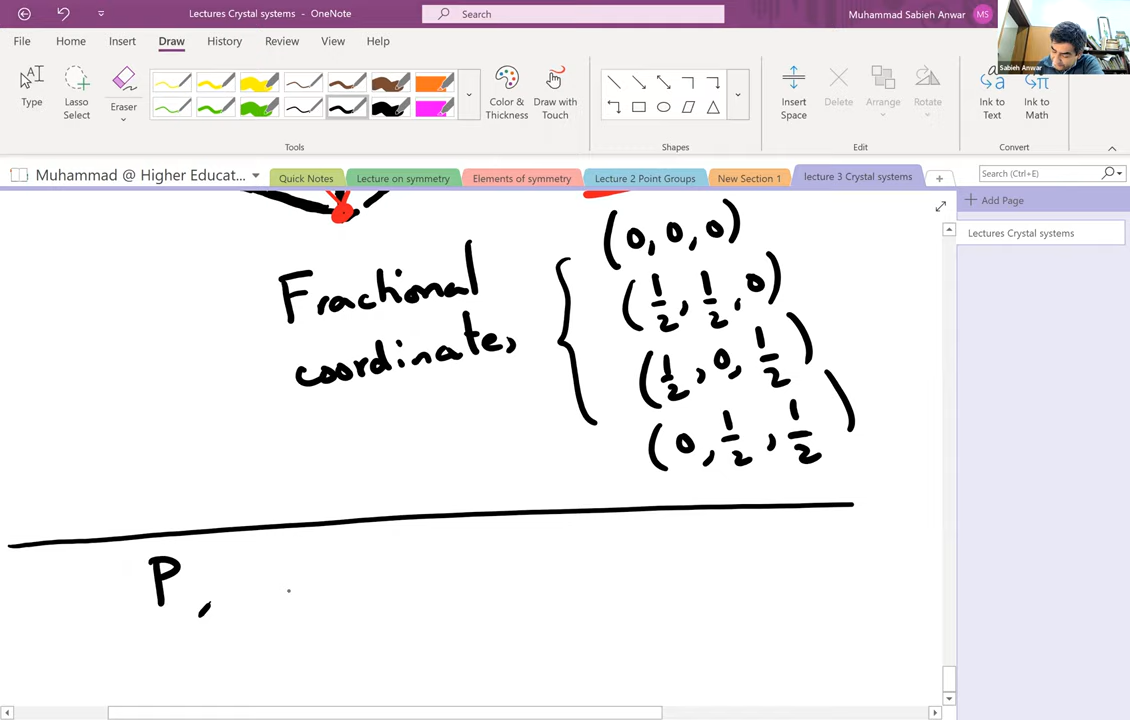 Lectures Crystal systems - OneNote
Search
Muhammad Sabieh Anwar
MS
File Home Insert Draw History Review View Help
Sabieh Anwar
Type
Lasso Select
Eraser
Color & Thickness
Draw with Touch
Insert Space
Delete
Arrange
Rotate
Ink to Text
Ink to Math
Tools
Shapes
Edit
Convert
Muhammad @ Higher Educat...
Quick Notes
Lecture on symmetry
Elements of symmetry
Lecture 2 Point Groups
New Section 1
lecture 3 Crystal systems
Search (Ctrl+E)
Add Page
Lectures Crystal systems
Fractional
coordinates
(0, 0, 0)
(1/2, 1/2, 0)
(1/2, 0, 1/2)
(0, 1/2, 1/2)
P,